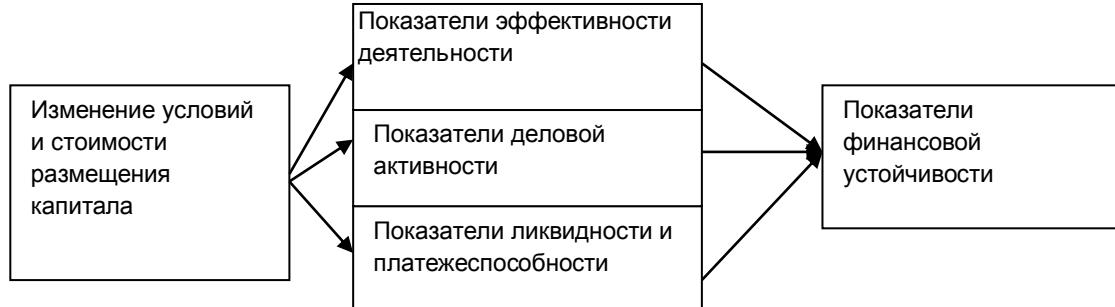 Изменение условий
и стоимости
размещения
капитала
Показатели эффективности
деятельности
Показатели деловой
активности
Показатели ликвидности и
платежеспособности
Показатели
финансовой
устойчивости